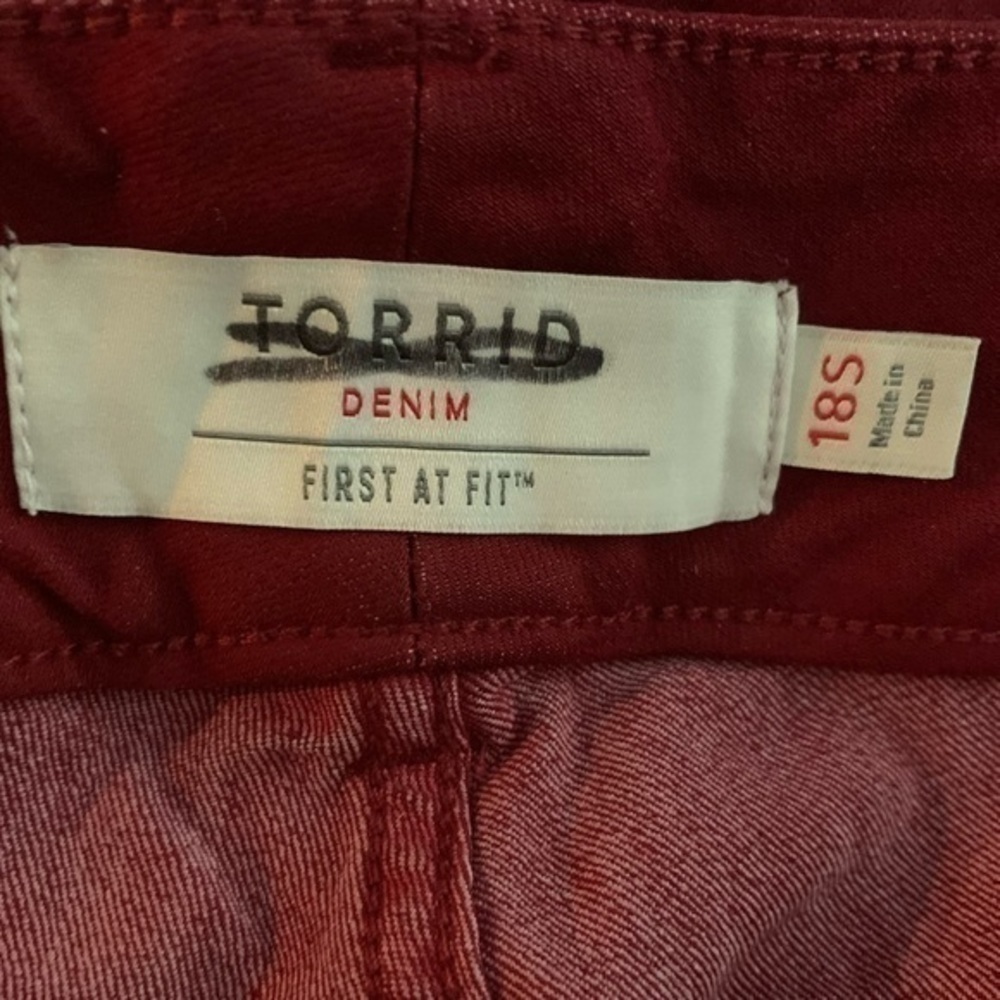 TORRID
DENIM
FIRST AT FIT™
18S
Made in
China